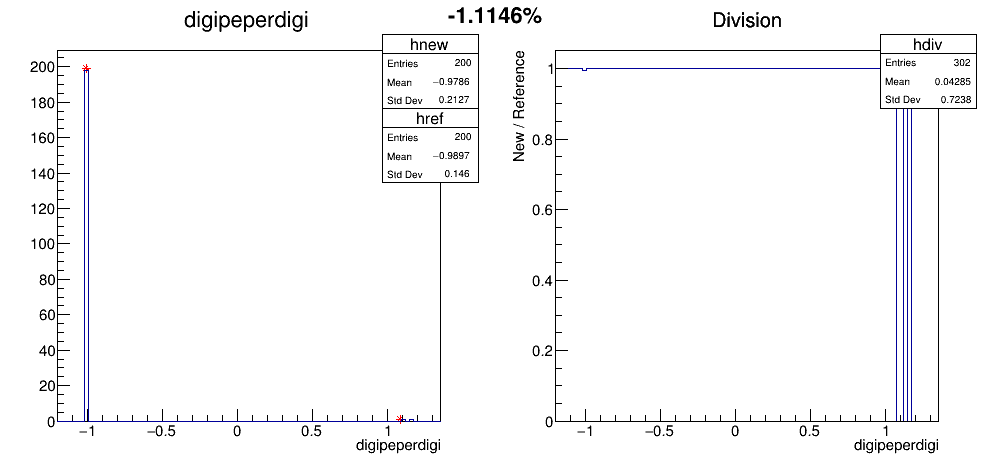 -1.1146%
digipeperdigi
hnew
Entries 200
Mean −0.9786
Std Dev 0.2127
href
Entries 200
Mean −0.9897
Std Dev 0.146
200
180
160
140
120
100
80
60
40
20
0
−1 −0.5 0 0.5 1
digipeperdigi
Division
hdiv
Entries 302
Mean 0.04285
Std Dev 0.7238
New / Reference
1
0.8
0.6
0.4
0.2
0
−1 −0.5 0 0.5 1
digipeperdigi